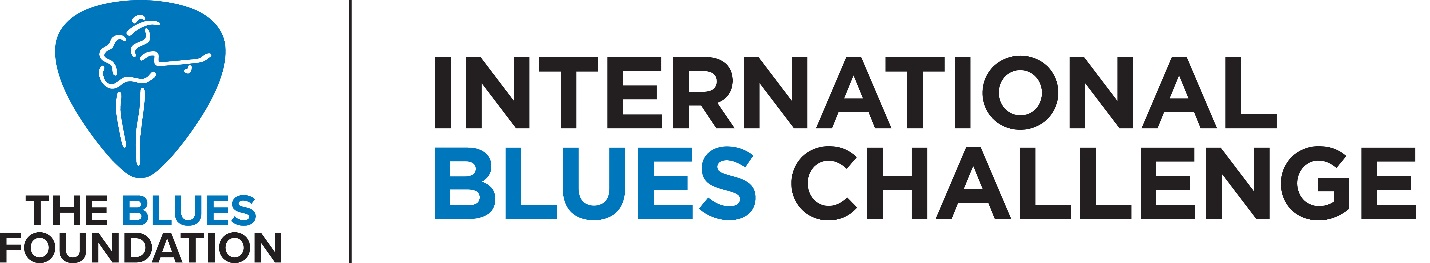 THE BLUES
FOUNDATION
INTERNATIONAL
BLUES CHALLENGE